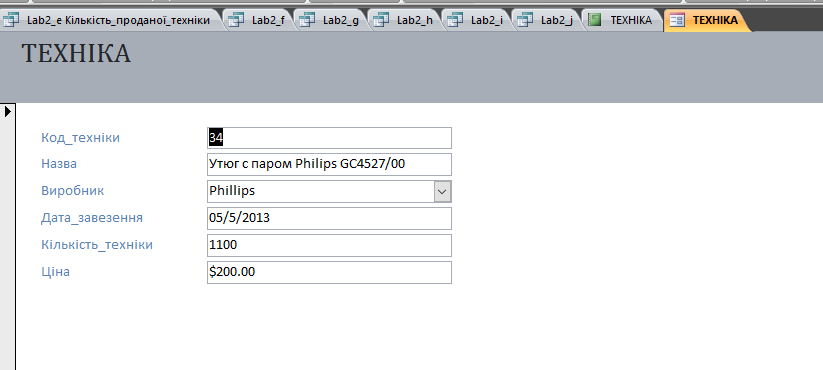 Lab2_e Кількість_проданої_техніки Lab2_f Lab2_g Lab2_h Lab2_i Lab2_j ТЕХНІКА ТЕХНІКА
ТЕХНІКА
Код_техніки 34
Назва Утюг с паром Philips GC4527/00
Виробник Phillips
Дата_завезення 05/5/2013
Кількість_техніки 1100
Ціна $200.00